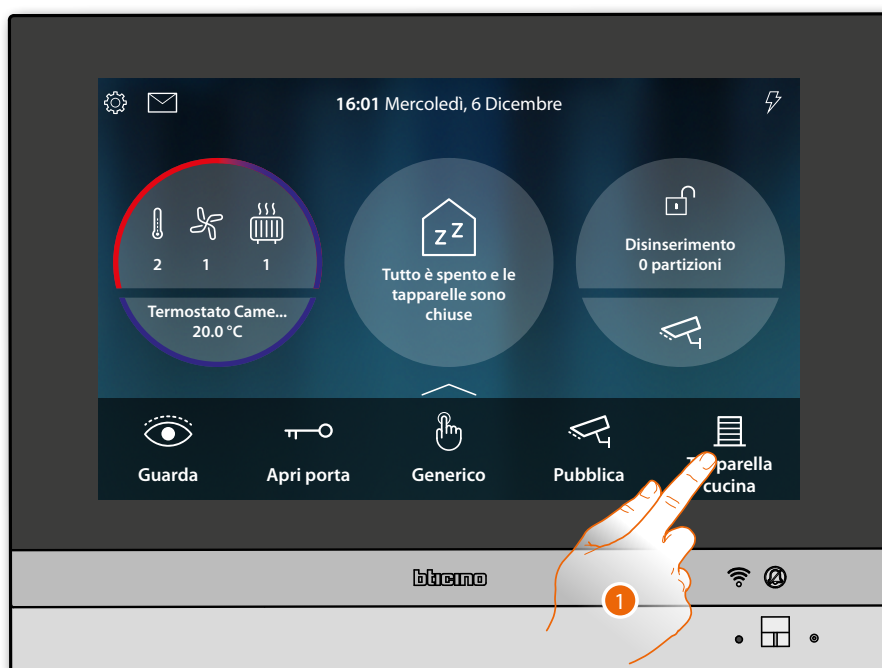 16:01 Mercoledì, 6 Dicembre
2 1 1
Termostato Came...
20.0 °C
z Z
Tutto è spento e le
tapparelle sono
chiuse
Disinserimento
0 partizioni
Guarda
Apri porta
Generico
Pubblica
Tapparella
cucina
bticino
1